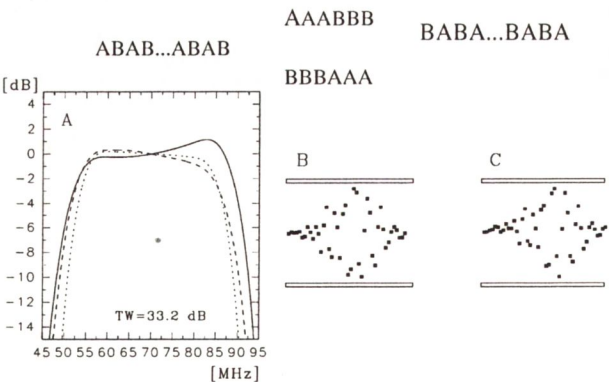 AAABBB
ABAB...ABAB
BABA...BABA
BBBAAA
[dB]
A
4
2
0
-2
-4
-6
-8
-10
-12
-14
TW=33.2 dB
45 50 55 60 65 70 75 80 85 90 95
[MHz]
B
C